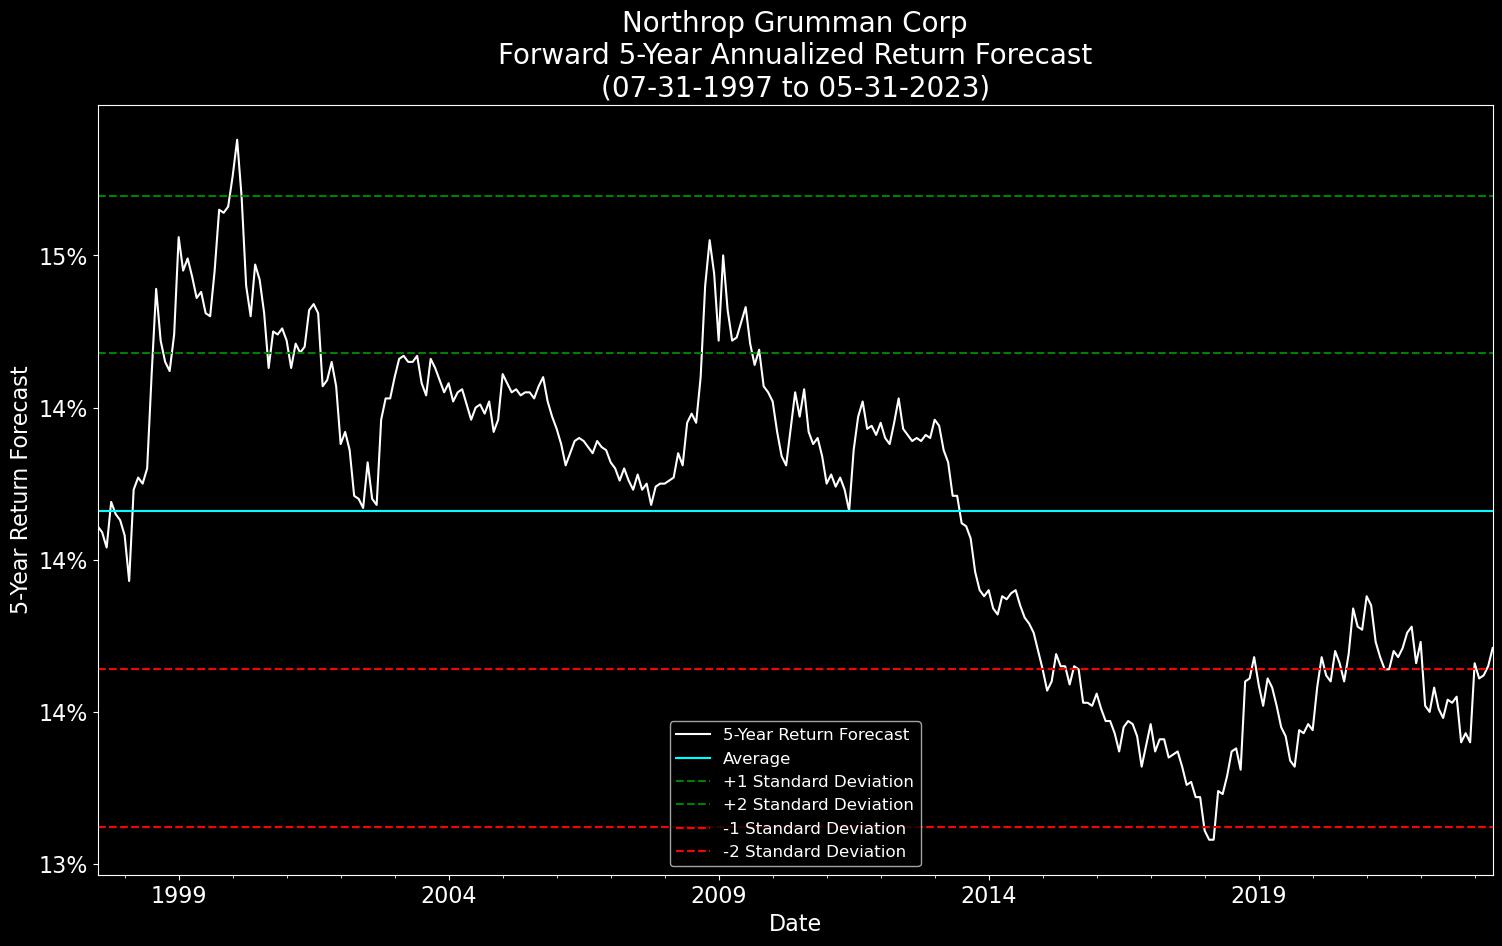 Northrop Grumman Corp
Forward 5-Year Annualized Return Forecast
(07-31-1997 to 05-31-2023)
5-Year Return Forecast
15%
14%
14%
14%
13%
5-Year Return Forecast
Average
+1 Standard Deviation
+2 Standard Deviation
-1 Standard Deviation
-2 Standard Deviation
1999 2004 2009 2014 2019
Date